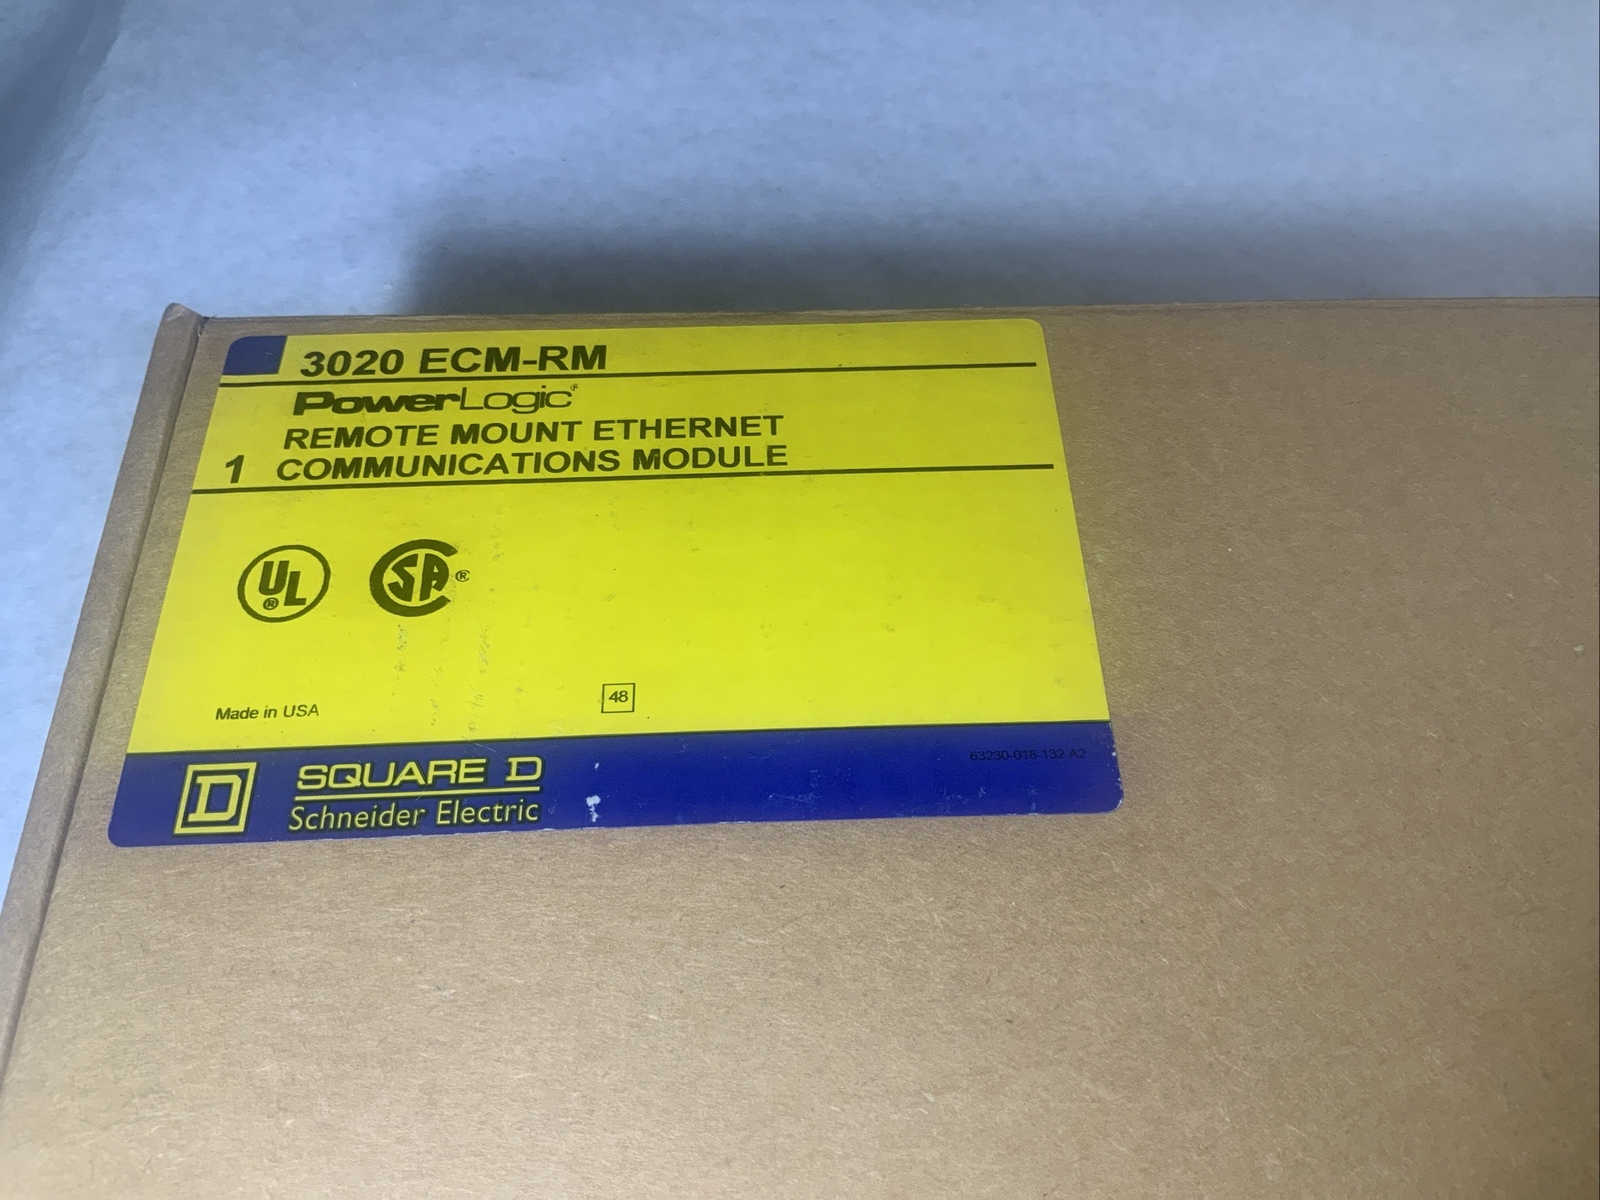 3020 ECM-RM
PowerLogic®
REMOTE MOUNT ETHERNET
1 COMMUNICATIONS MODULE
UL ®
CSA ®
Made in USA
48
63230-018-132 A2
D
SQUARE D
Schneider Electric